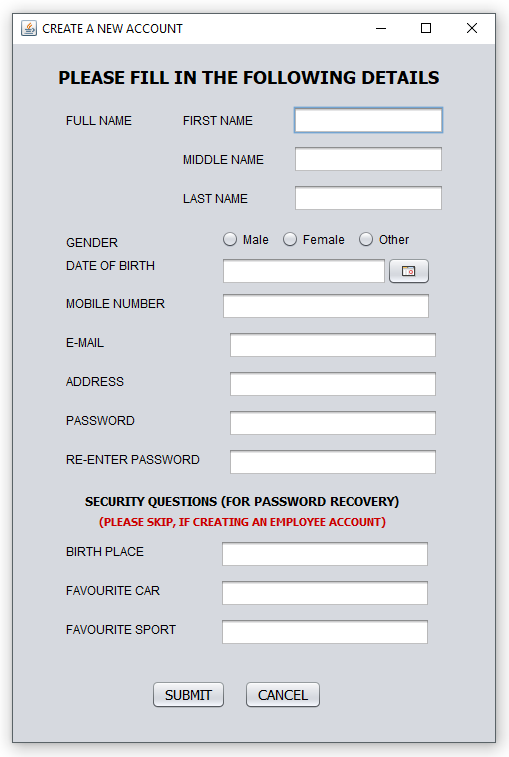 CREATE A NEW ACCOUNT
PLEASE FILL IN THE FOLLOWING DETAILS
FULL NAME FIRST NAME
MIDDLE NAME
LAST NAME
GENDER Male Female Other
DATE OF BIRTH
MOBILE NUMBER
E-MAIL
ADDRESS
PASSWORD
RE-ENTER PASSWORD
SECURITY QUESTIONS (FOR PASSWORD RECOVERY)
(PLEASE SKIP, IF CREATING AN EMPLOYEE ACCOUNT)
BIRTH PLACE
FAVOURITE CAR
FAVOURITE SPORT
SUBMIT CANCEL